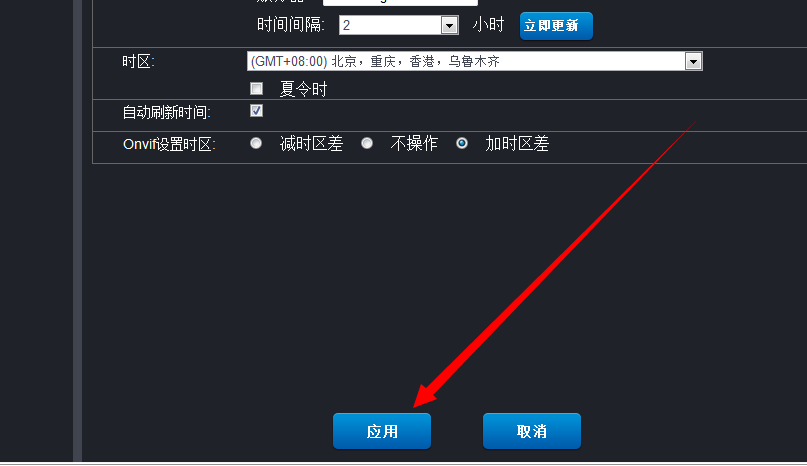 时间间隔: 2 小时 立即更新
时区: (GMT+08:00) 北京，重庆，香港，乌鲁木齐
夏令时
自动刷新时间:
Onvif设置时区: 减时区差 不操作 加时区差
应用 取消